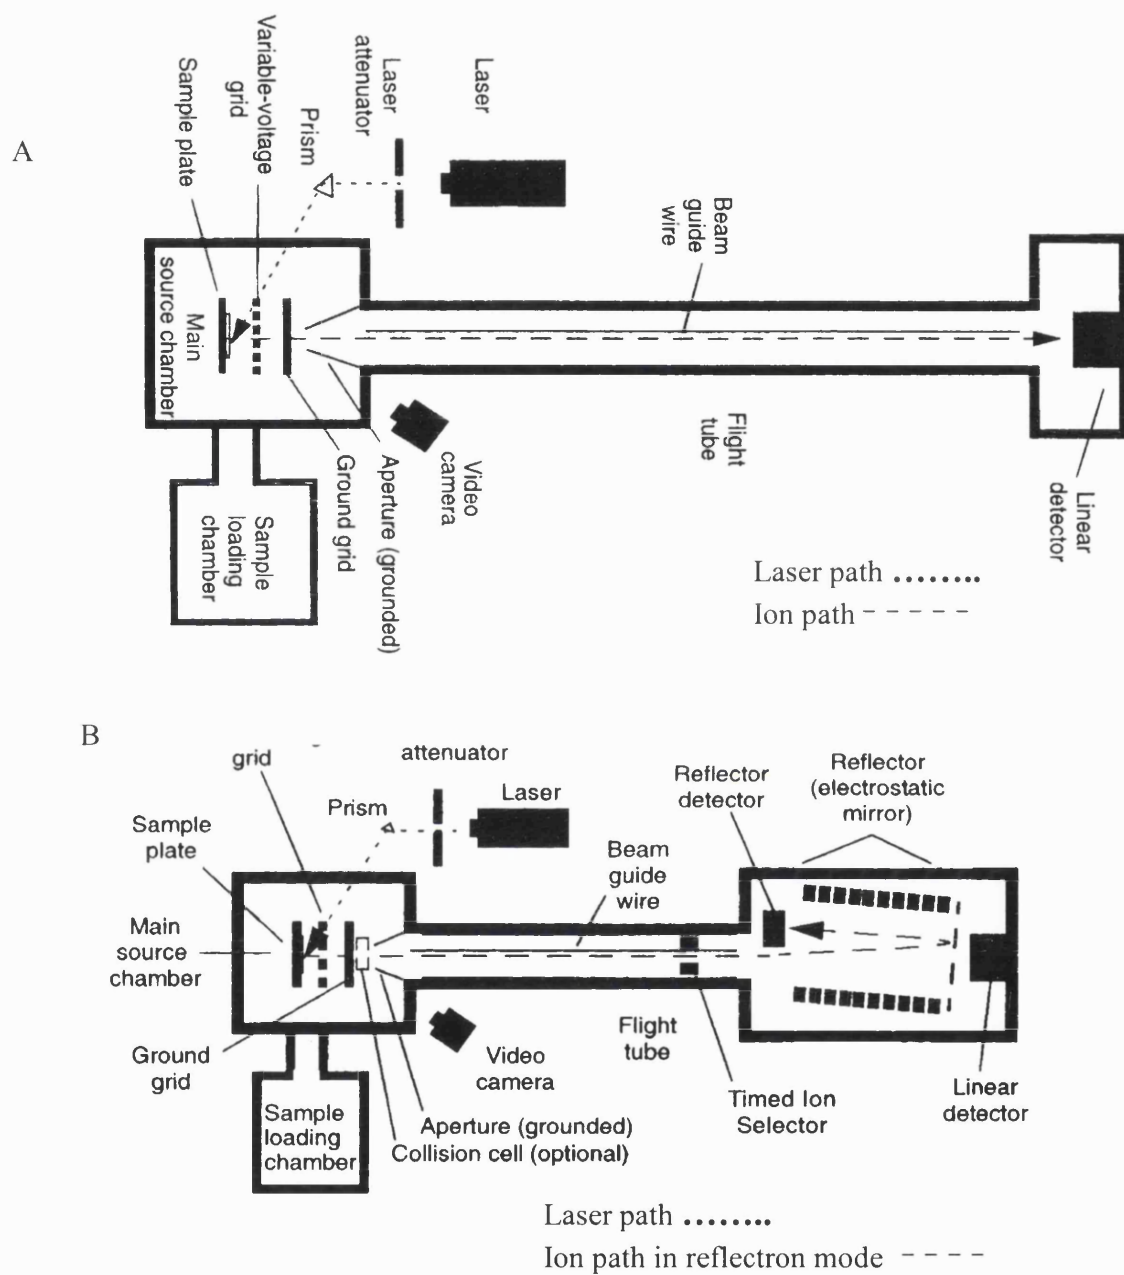 A
Sample plate
Variable-voltage
grid
Prism
Laser
attenuator
Laser
Beam
guide
wire
Main
source chamber
Flight
tube
Linear
detector
Video
camera
Aperture (grounded)
Ground grid
Sample
loading
chamber
Laser path ........
Ion path - - - - - -
B
grid
attenuator
Laser
Prism
Sample
plate
Main
source
chamber
Ground
grid
Sample
loading
chamber
Video
camera
Aperture (grounded)
Collision cell (optional)
Beam
guide
wire
Flight
tube
Timed Ion
Selector
Reflector
detector
Reflector
(electrostatic
mirror)
Linear
detector
Laser path ........
Ion path in reflectron mode - - - -